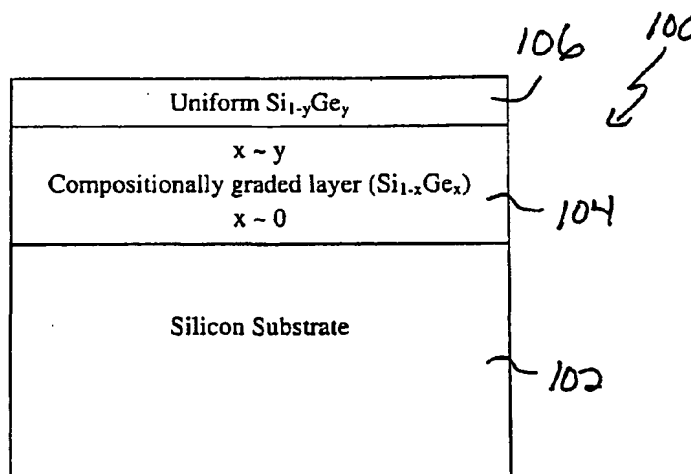 100
106
Uniform Si₁₋yGey
x ~ y
Compositionally graded layer (Si₁₋ₓGeₓ)
104
x ~ 0
Silicon Substrate
102